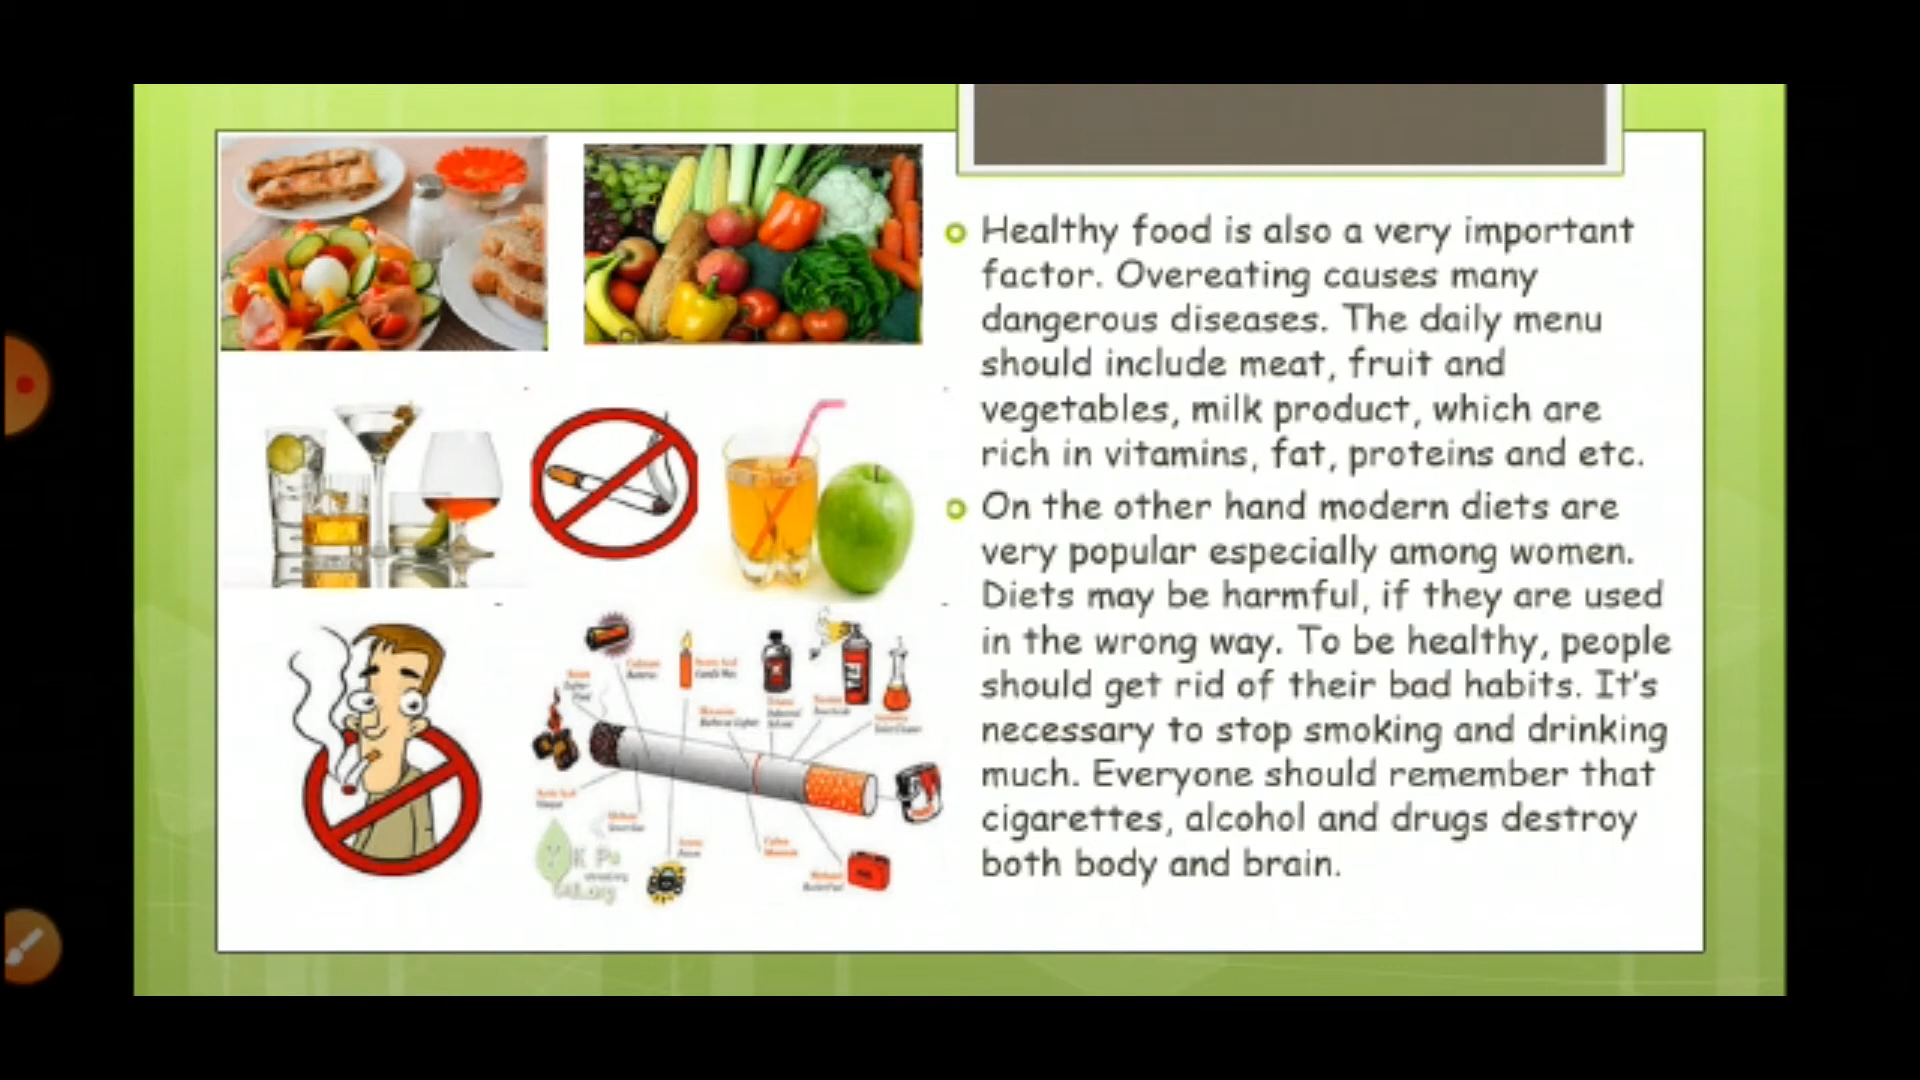 Healthy food is also a very important
factor. Overeating causes many
dangerous diseases. The daily menu
should include meat, fruit and
vegetables, milk product, which are
rich in vitamins, fat, proteins and etc.
On the other hand modern diets are
very popular especially among women.
Diets may be harmful, if they are used
in the wrong way. To be healthy, people
should get rid of their bad habits. It's
necessary to stop smoking and drinking
much. Everyone should remember that
cigarettes, alcohol and drugs destroy
both body and brain.